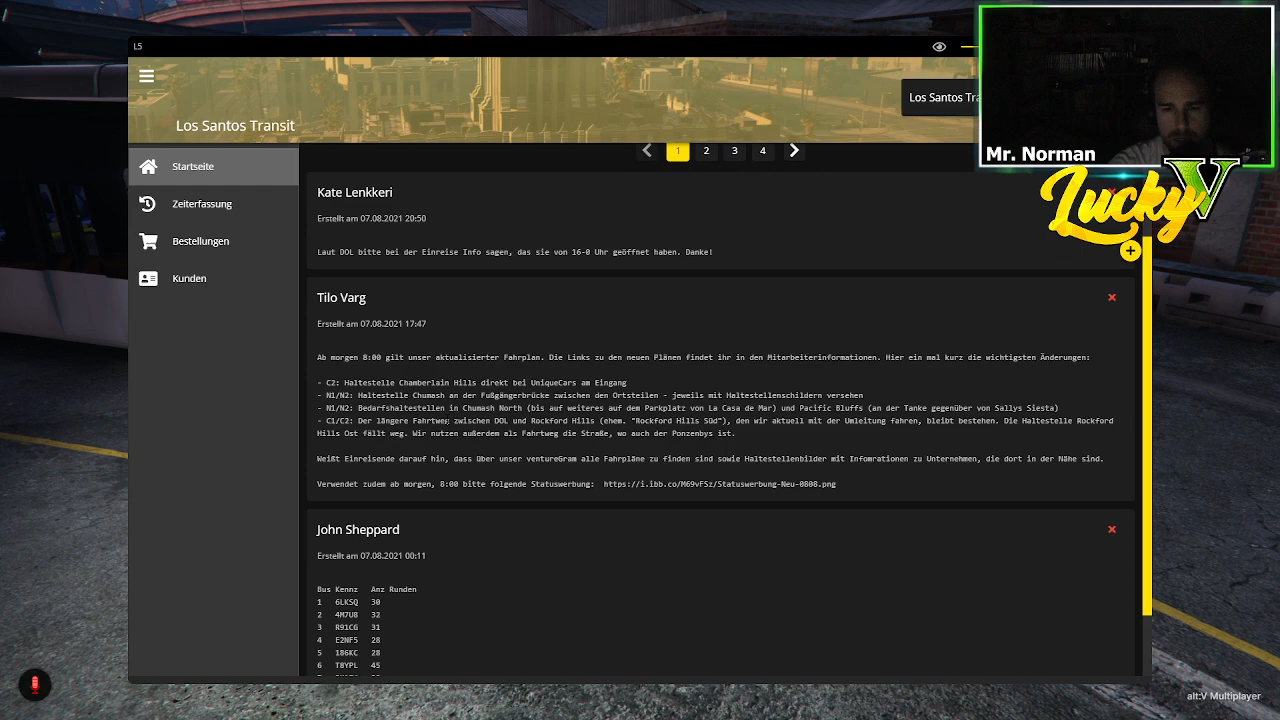 L5
Los Santos Transit
Los Santos Tra
Mr. Norman
LuckyV
Startseite
Zeiterfassung
Bestellungen
Kunden
1 2 3 4
Kate Lenkkeri
Erstellt am 07.08.2021 20:50
Laut DOL bitte bei der Einreise Info sagen, das sie von 16-0 Uhr geöffnet haben. Danke!
Tilo Varg
Erstellt am 07.08.2021 17:47
Ab morgen 8:00 gilt unser aktualisierter Fahrplan. Die Links zu den neuen Plänen findet ihr in den Mitarbeiterinformationen. Hier ein mal kurz die wichtigsten Änderungen:
- C2: Haltestelle Chamberlain Hills direkt bei UniqueCars am Eingang
- N1/N2: Haltestelle Chumash an der Fußgängerbrücke zwischen den Ortsteilen - jeweils mit Haltestellenschildern versehen
- N1/N2: Bedarfshaltestellen in Chumash North (bis auf weiteres auf dem Parkplatz von La Casa de Mar) und Pacific Bluffs (an der Tanke gegenüber von Sallys Siesta)
- C1/C2: Der längere Fahrtweg zwischen DOL und Rockford Hills (ehem. "Rockford Hills Süd"), den wir aktuell mit der Umleitung fahren, bleibt bestehen. Die Haltestelle Rockford
Hills Ost fällt weg. Wir nutzen außerdem als Fahrtweg die Straße, wo auch der Ponzenbys ist.
Weißt Einreisende darauf hin, dass über unser ventureGram alle Fahrpläne zu finden sind sowie Haltestellenbilder mit Infomrationen zu Unternehmen, die dort in der Nähe sind.
Verwendet zudem ab morgen, 8:00 bitte folgende Statuswerbung: https://i.ibb.co/M69vFSz/Statuswerbung-Neu-0808.png
John Sheppard
Erstellt am 07.08.2021 00:11
Bus Kennz Anz Runden
1 6LKSQ 30
2 4M7U8 32
3 R91CG 31
4 E2NF5 28
5 186KC 28
6 T8YPL 45
alt:V Multiplayer